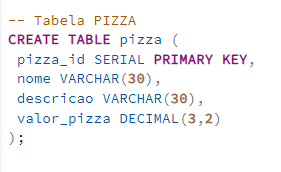 -- Tabela PIZZA
CREATE TABLE pizza (
 pizza_id SERIAL PRIMARY KEY,
 nome VARCHAR(30),
 descricao VARCHAR(30),
 valor_pizza DECIMAL(3,2)
);